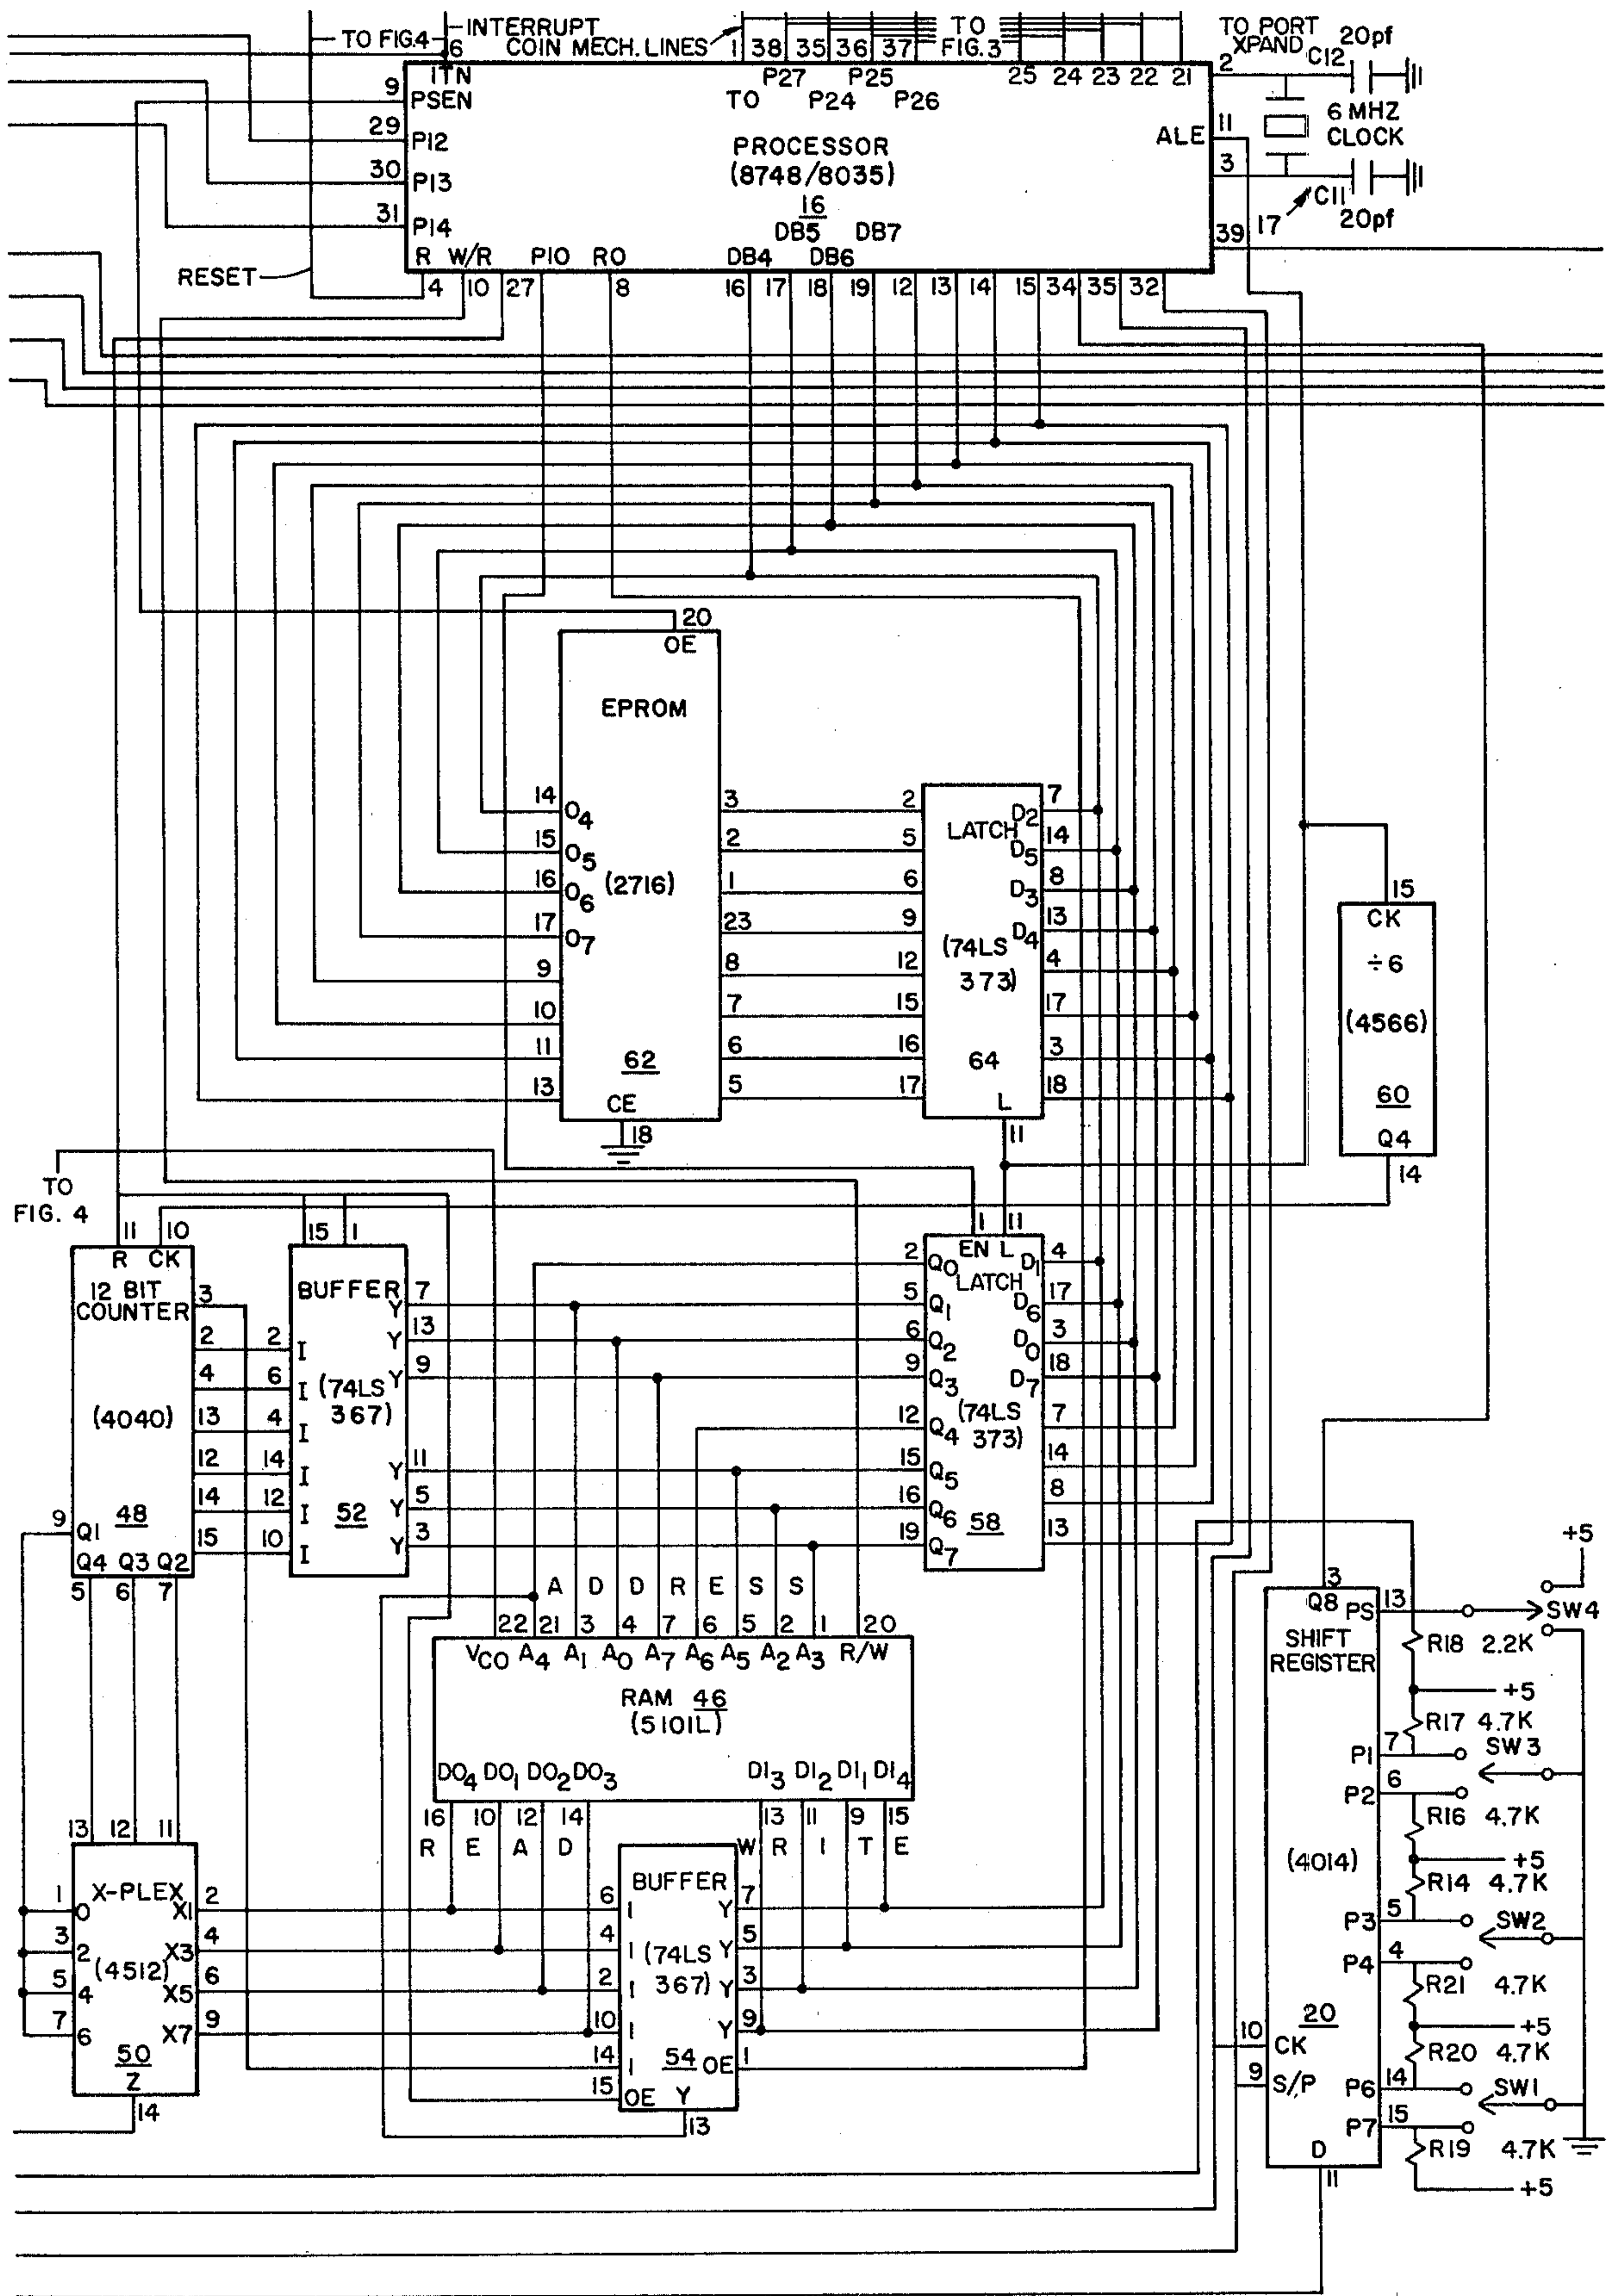 TO FIG.4
INTERRUPT
COIN MECH. LINES
TO
FIG.3
TO PORT
XPAND
C12
20pf
6
1 38 35 36 37
25 24 23 22 21
2
ITN
P27 P25
9
PSEN
TO P24 P26
6 MHZ
CLOCK
29
P12
PROCESSOR
ALE
11
30
P13
(8748/8035)
3
16
C11
20pf
31
P14
DB5 DB7
39
17
R W/R P10 RO
DB4 DB6
RESET
4 10 27 8
16 17 18 19 12 13 14 15 34 35 32
20
OE
EPROM
14
O4
3 2
LATCH
D2
7
15
O5
2 5
D5
14
16
O6
(2716)
1 6
D3
8
17
O7
23 9
D4
13
(74LS
373)
9
8 12
4
10
7 15
17
11
62
6 16
64
3
13
5 17
18
CE
L
18
11
15
CK
÷6
(4566)
60
Q4
14
TO
FIG. 4
11 10
R CK
12 BIT
COUNTER
3
2
4
(4040)
13
12
14
15
9
Q1
48
Q4 Q3 Q2
5 6 7
15 1
BUFFER
Y 7
Y 13
2 I
Y 9
6 I
(74LS
367)
4 I
14 I
Y 11
12 I
52
Y 5
10 I
Y 3
1 11
EN L
LATCH
2 Q0
D1 4
5 Q1
D6 17
6 Q2
D0 3
9 Q3
D7 18
12 Q4
(74LS
373)
7
15 Q5
14
16 Q6
58
8
19 Q7
13
A D D R E S S
22 21 3 4 7 6 5 2 1 20
VCO A4 A1 A0 A7 A6 A5 A2 A3 R/W
RAM 46
(5101L)
DO4 DO1 DO2 DO3
DI3 DI2 DI1 DI4
16 10 12 14
13 11 9 15
R E A D
W R I T E
13 12 11
1 0
X-PLEX
X1 2
3 2
X3 4
(4512)
5 4
X5 6
7 6
X7 9
50
Z
14
BUFFER
6 I
Y 7
4 I
(74LS
367)
Y 5
2 I
Y 3
10 I
Y 9
14 I
54
OE 1
15 OE
Y
13
3
Q8
PS 13
SHIFT
REGISTER
+5
SW4
R18 2.2K
+5
R17 4.7K
P1 7
SW3
P2 6
R16 4.7K
(4014)
+5
R14 4.7K
P3 5
SW2
P4 4
R21 4.7K
20
+5
10 CK
R20 4.7K
9 S/P
P6 14
SW1
P7 15
R19 4.7K
D
11
+5